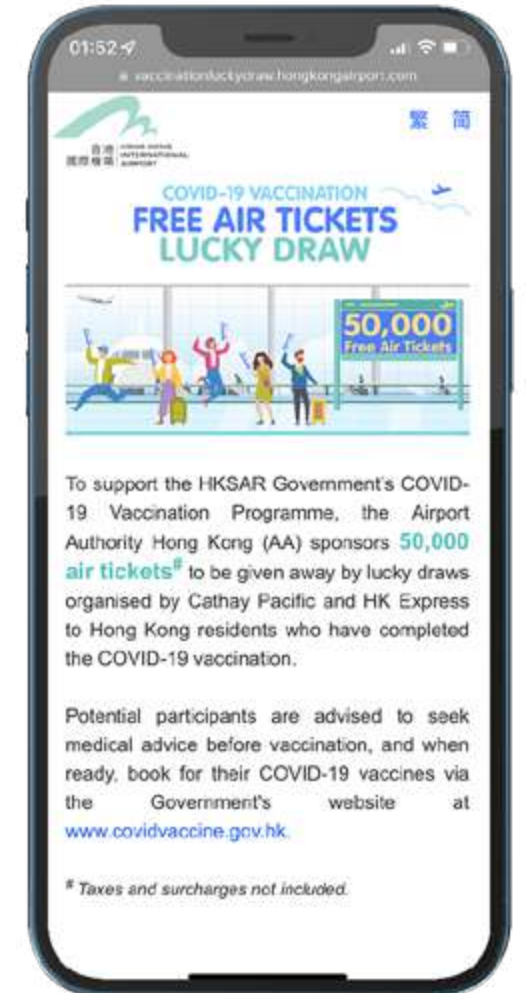 01:52
vaccinationluckydraw.hongkongairport.com
香港
國際機場
HONG KONG
INTERNATIONAL
AIRPORT
繁 简
COVID-19 VACCINATION
FREE AIR TICKETS
LUCKY DRAW
50,000
Free Air Tickets
To support the HKSAR Government's COVID-
19 Vaccination Programme, the Airport
Authority Hong Kong (AA) sponsors 50,000
air tickets# to be given away by lucky draws
organised by Cathay Pacific and HK Express
to Hong Kong residents who have completed
the COVID-19 vaccination.
Potential participants are advised to seek
medical advice before vaccination, and when
ready, book for their COVID-19 vaccines via
the Government's website at
www.covidvaccine.gov.hk.
# Taxes and surcharges not included.